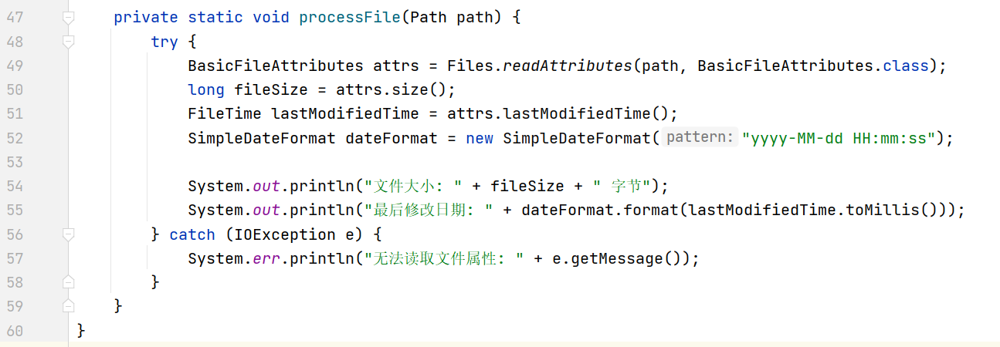 47 private static void processFile(Path path) {
48 try {
49 BasicFileAttributes attrs = Files.readAttributes(path, BasicFileAttributes.class);
50 long fileSize = attrs.size();
51 FileTime lastModifiedTime = attrs.lastModifiedTime();
52 SimpleDateFormat dateFormat = new SimpleDateFormat( pattern: "yyyy-MM-dd HH:mm:ss");
53
54 System.out.println("文件大小: " + fileSize + " 字节");
55 System.out.println("最后修改日期: " + dateFormat.format(lastModifiedTime.toMillis()));
56 } catch (IOException e) {
57 System.err.println("无法读取文件属性: " + e.getMessage());
58 }
59 }
60 }